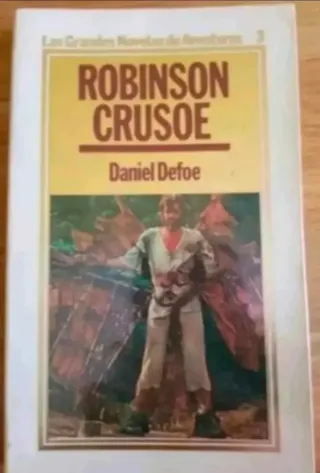 Las Grandes Novelas de Aventuras 3
ROBINSON
CRUSOE
Daniel Defoe